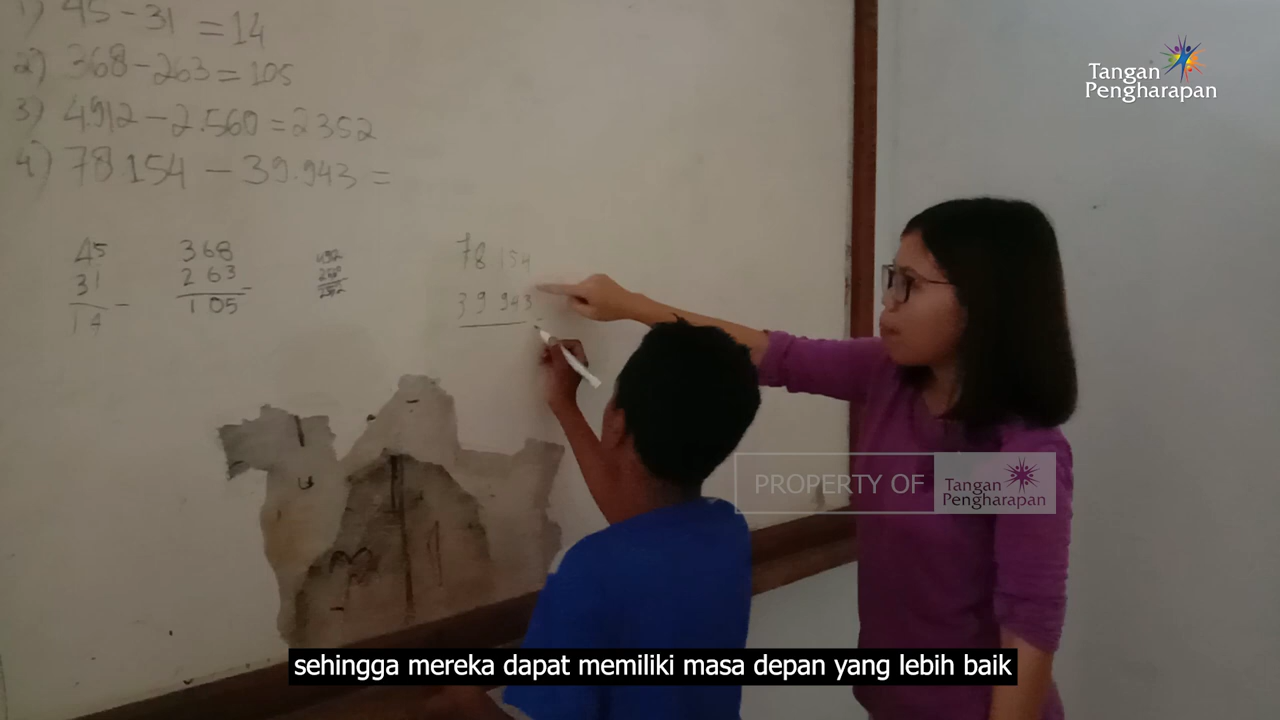 1) 45 - 31 = 14
2) 368 - 263 = 105
3) 4.912 - 2.560 = 2352
4) 78.154 - 39.943 =
45
31 -
14
368
263 -
105
78 154
39 943 -
Tangan
Pengharapan
PROPERTY OF Tangan
Pengharapan
sehingga mereka dapat memiliki masa depan yang lebih baik